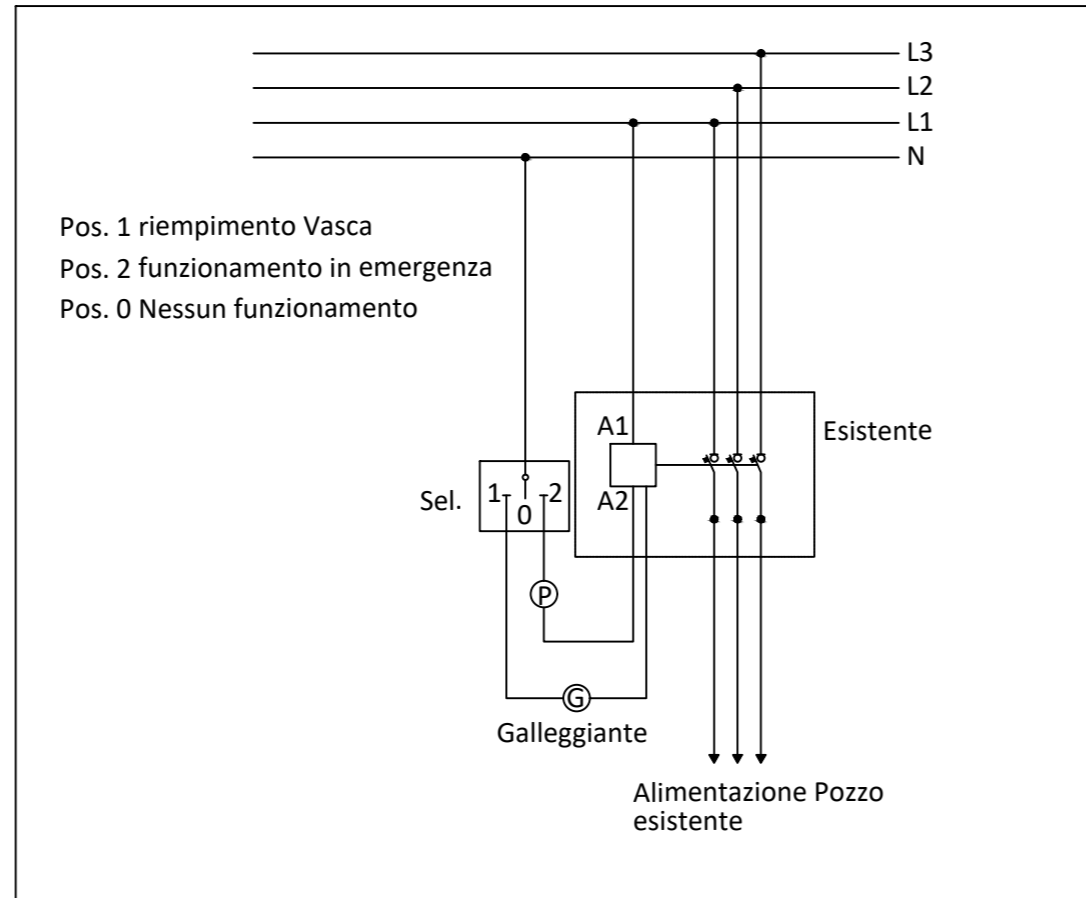 L3
L2
L1
N
Pos. 1 riempimento Vasca
Pos. 2 funzionamento in emergenza
Pos. 0 Nessun funzionamento
A1
Esistente
Sel.
1 0 2
A2
P
G
Galleggiante
Alimentazione Pozzo
esistente